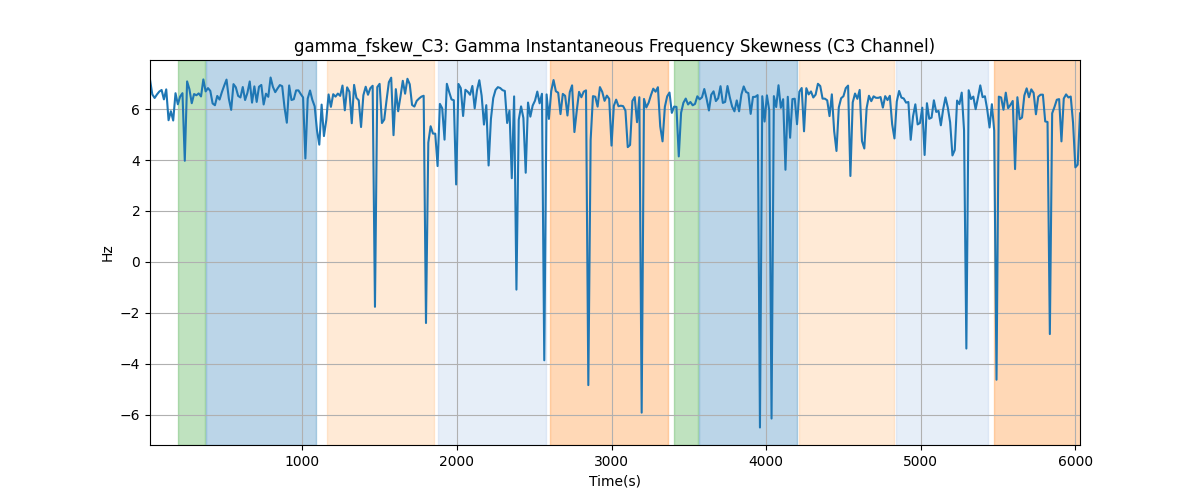 gamma_fskew_C3: Gamma Instantaneous Frequency Skewness (C3 Channel)
Hz
6
4
2
0
−2
−4
−6
1000 2000 3000 4000 5000 6000
Time(s)